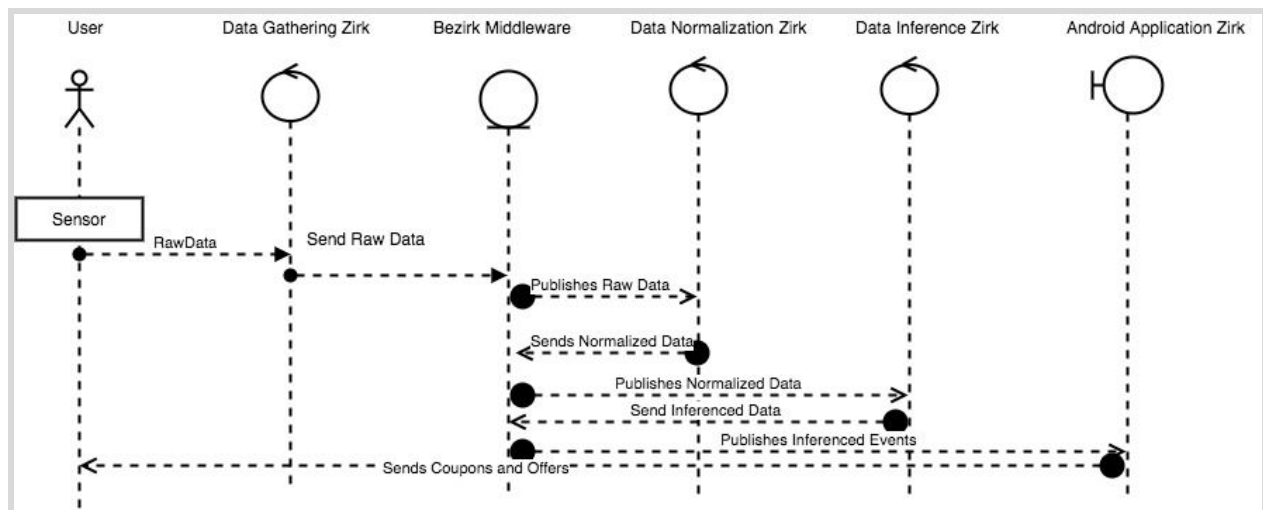 User
Data Gathering Zirk
Bezirk Middleware
Data Normalization Zirk
Data Inference Zirk
Android Application Zirk
Sensor
RawData
Send Raw Data
Publishes Raw Data
Sends Normalized Data
Publishes Normalized Data
Send Inferenced Data
Publishes Inferenced Events
Sends Coupons and Offers